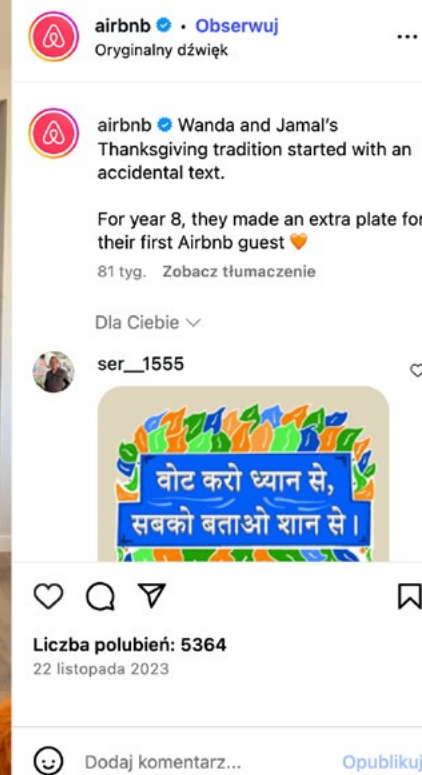 airbnb • Obserwuj
Oryginalny dźwięk
airbnb Wanda and Jamal's
Thanksgiving tradition started with an
accidental text.
For year 8, they made an extra plate for
their first Airbnb guest 🧡
81 tyg. Zobacz tłumaczenie
Dla Ciebie
ser__1555
वोट करो ध्यान से,
सबको बताओ शान से।
Liczba polubień: 5364
22 listopada 2023
Dodaj komentarz...
Opublikuj